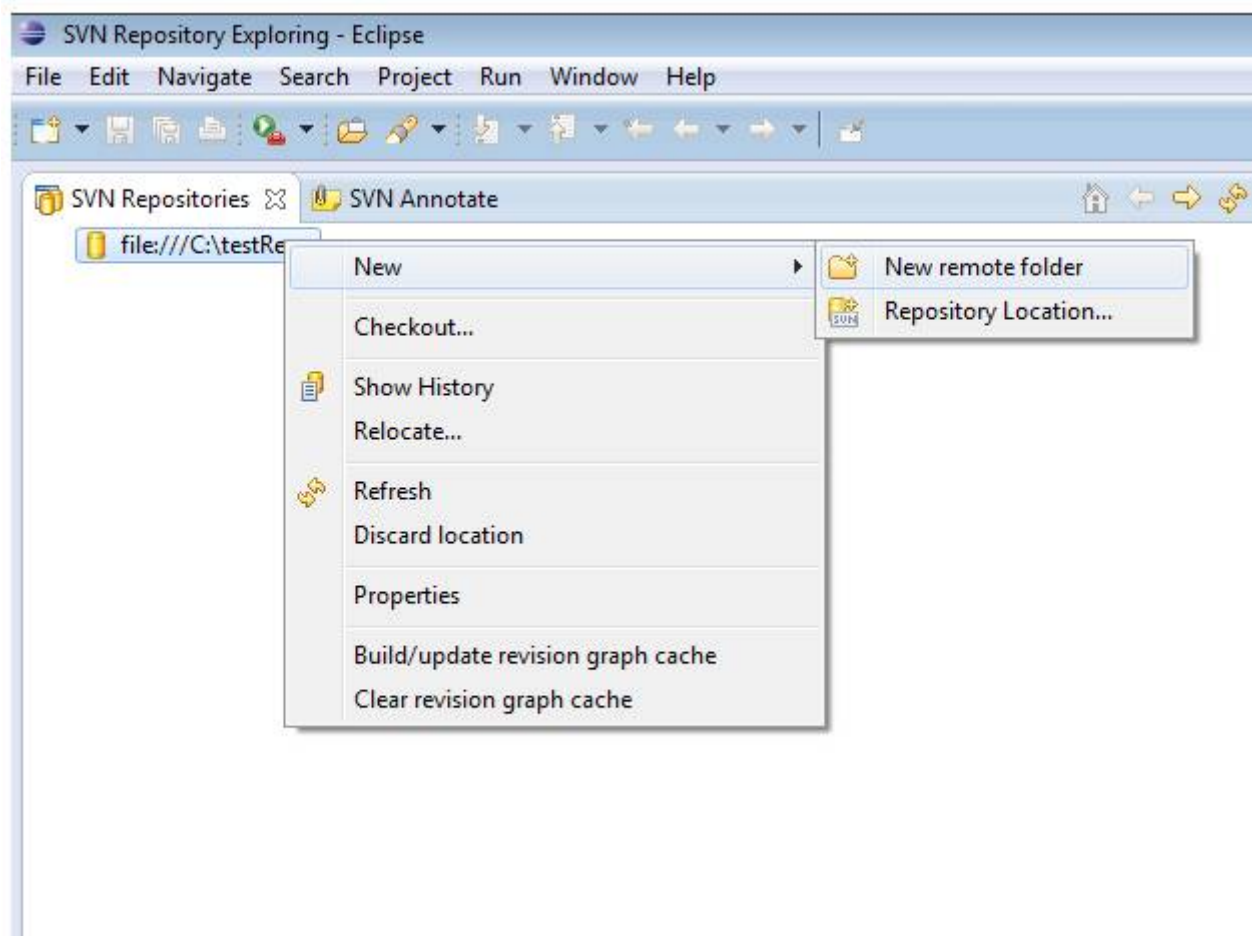 SVN Repository Exploring - Eclipse
File Edit Navigate Search Project Run Window Help
SVN Repositories SVN Annotate
file:///C:\testRe
New
New remote folder
Repository Location...
Checkout...
Show History
Relocate...
Refresh
Discard location
Properties
Build/update revision graph cache
Clear revision graph cache
SVN